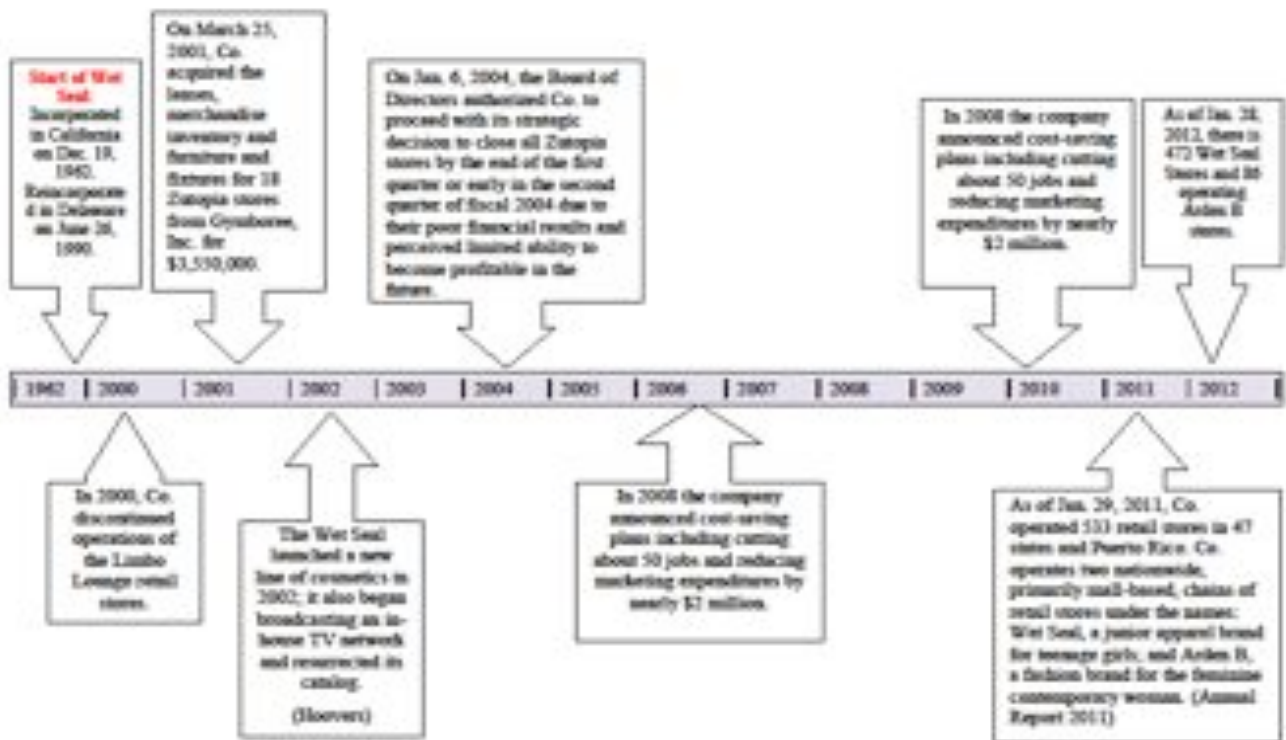 Start of Wet
Seal:
Incorporated
in California
on Dec. 19,
1962.
Reincorporate
d in Delaware
on June 26,
1990.
On March 25,
2001, Co.
acquired the
leases,
merchandise
inventory and
furniture and
fixtures for 18
Zutopia stores
from Gymboree,
Inc. for
$3,550,000.
On Jan. 6, 2004, the Board of
Directors authorized Co. to
proceed with its strategic
decision to close all Zutopia
stores by the end of the first
quarter or early in the second
quarter of fiscal 2004 due to
their poor financial results and
perceived limited ability to
become profitable in the
future.
In 2008 the company
announced cost-saving
plans including cutting
about 50 jobs and
reducing marketing
expenditures by nearly
$2 million.
As of Jan. 28,
2012, there is
472 Wet Seal
Stores and 86
operating
Arden B
stores.
1962 2000 2001 2002 2003 2004 2005 2006 2007 2008 2009 2010 2011 2012
In 2000, Co.
discontinued
operations of
the Limbo
Lounge retail
stores.
The Wet Seal
launched a new
line of cosmetics in
2002; it also began
broadcasting an in-
house TV network
and resurrected its
catalog.
(Hoovers)
In 2008 the company
announced cost-saving
plans including cutting
about 50 jobs and reducing
marketing expenditures by
nearly $2 million.
As of Jan. 29, 2011, Co.
operated 533 retail stores in 47
states and Puerto Rico. Co.
operates two nationwide,
primarily mall-based, chains of
retail stores under the names:
Wet Seal, a junior apparel brand
for teenage girls; and Arden B,
a fashion brand for the feminine
contemporary woman. (Annual
Report 2011)